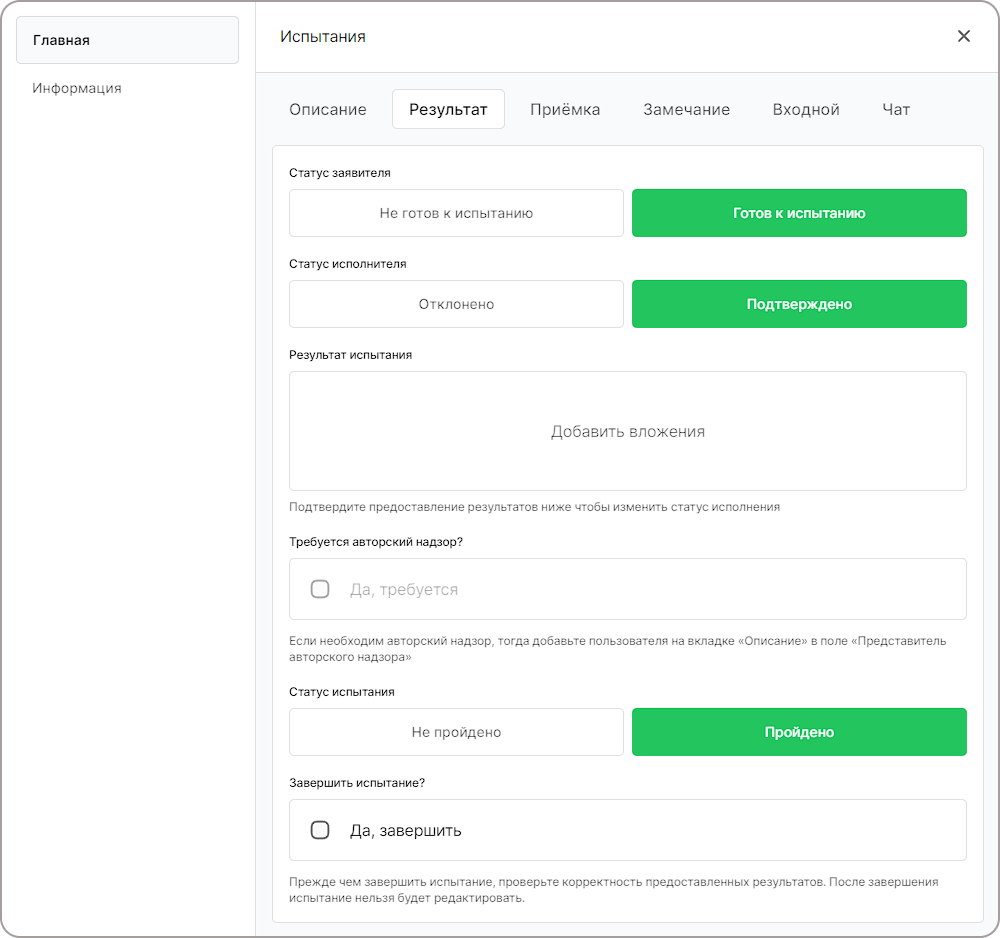 Главная
Информация
Испытания
Описание Результат Приёмка Замечание Входной Чат
Статус заявителя
Не готов к испытанию Готов к испытанию
Статус исполнителя
Отклонено Подтверждено
Результат испытания
Добавить вложения
Подтвердите предоставление результатов ниже чтобы изменить статус исполнения
Требуется авторский надзор?
Да, требуется
Если необходим авторский надзор, тогда добавьте пользователя на вкладке «Описание» в поле «Представитель
авторского надзора»
Статус испытания
Не пройдено Пройдено
Завершить испытание?
Да, завершить
Прежде чем завершить испытание, проверьте корректность предоставленных результатов. После завершения
испытание нельзя будет редактировать.